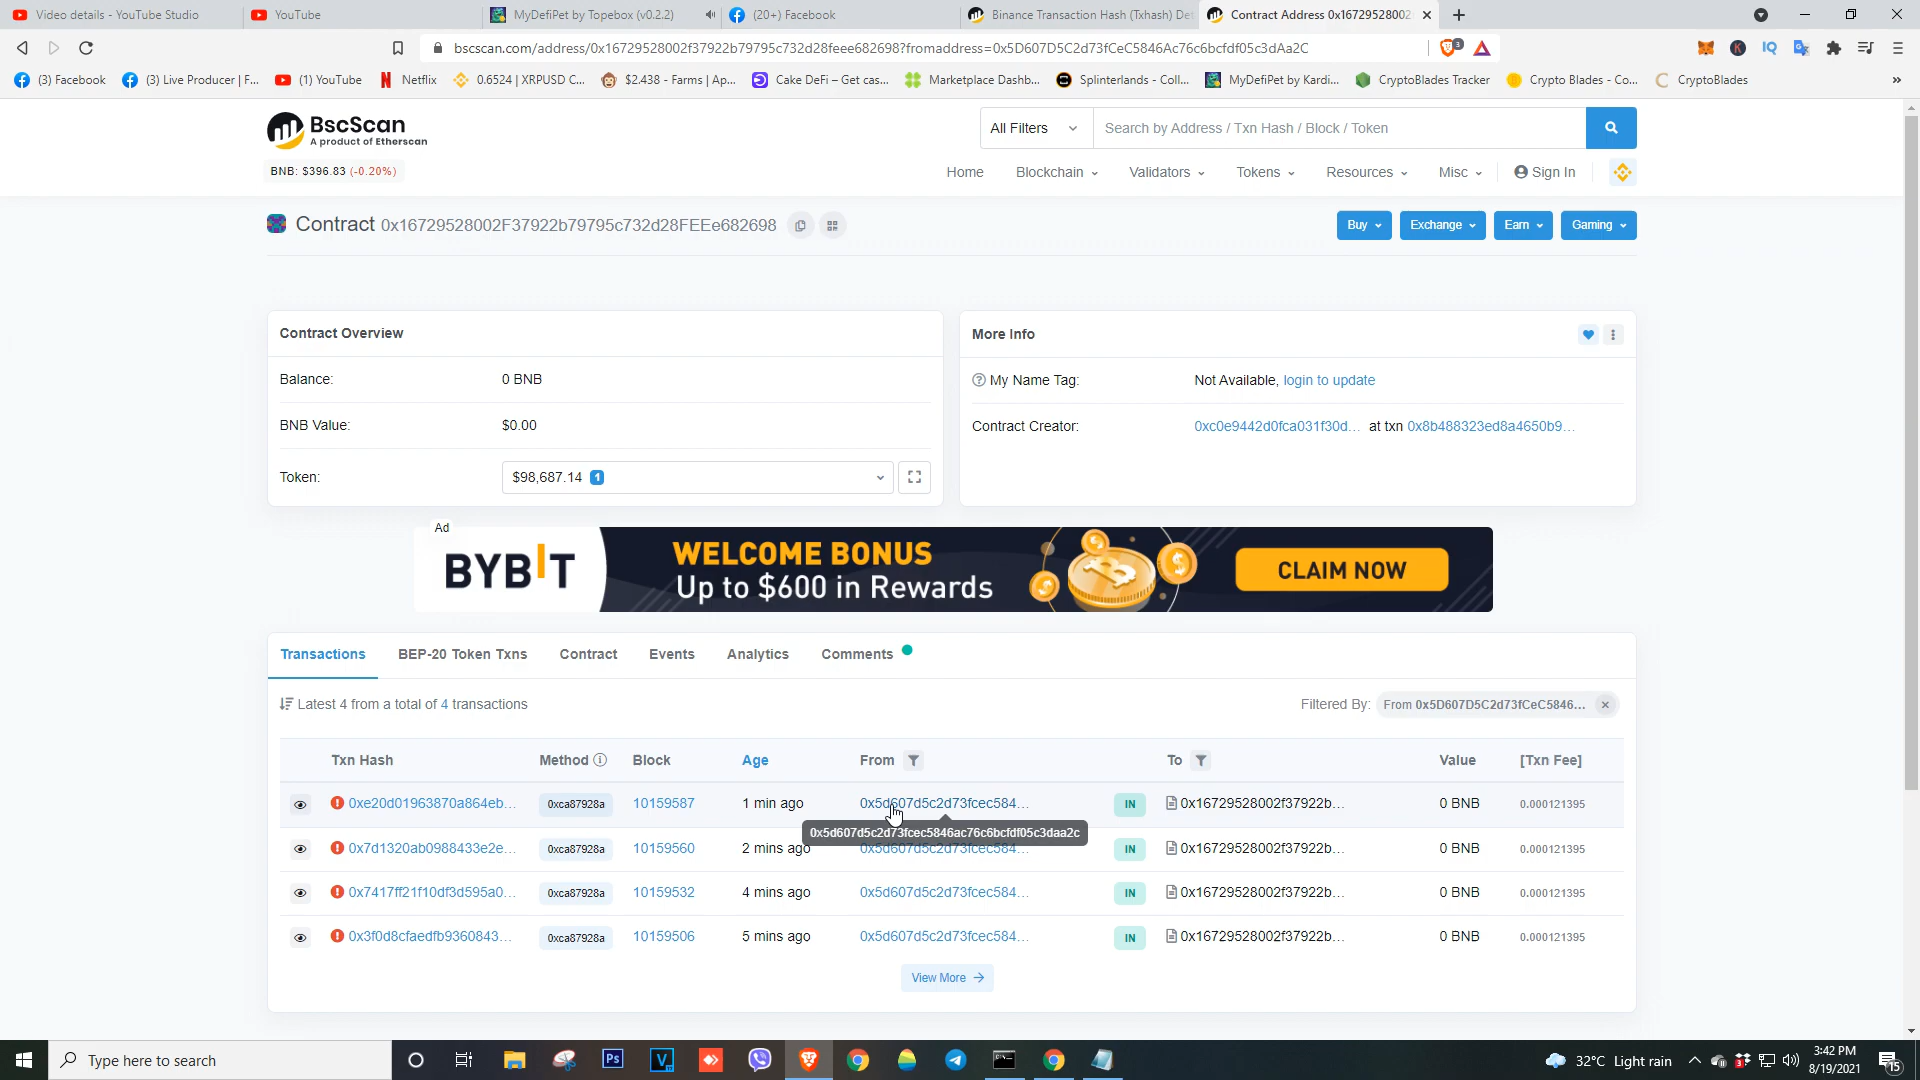 Video details - YouTube Studio
YouTube
MyDefiPet by Topebox (v0.2.2)
(20+) Facebook
Binance Transaction Hash (Txhash) De
Contract Address 0x16729528002
bscscan.com/address/0x16729528002f37922b79795c732d28feee682698?fromaddress=0x5D607D5C2d73fCeC5846Ac76c6bcfdf05c3dAa2C
3
(3) Facebook
(3) Live Producer | F...
(1) YouTube
Netflix
0.6524 | XRPUSD C...
$2.438 - Farms | Ap...
Cake DeFi – Get cas...
Marketplace Dashb...
Splinterlands - Coll...
MyDefiPet by Kardi...
CryptoBlades Tracker
Crypto Blades - Co...
CryptoBlades
»
BscScan
A product of Etherscan
All Filters
Search by Address / Txn Hash / Block / Token
BNB: $396.83 (-0.20%)
Home
Blockchain
Validators
Tokens
Resources
Misc
Sign In
Contract 0x16729528002F37922b79795c732d28FEEe682698
Buy
Exchange
Earn
Gaming
Contract Overview
Balance: 0 BNB
BNB Value: $0.00
Token: $98,687.14 1
More Info
My Name Tag: Not Available, login to update
Contract Creator: 0xc0e9442d0fca031f30d... at txn 0x8b488323ed8a4650b9...
Ad
BYBIT
WELCOME BONUS
Up to $600 in Rewards
CLAIM NOW
Transactions
BEP-20 Token Txns
Contract
Events
Analytics
Comments
Latest 4 from a total of 4 transactions
Filtered By: From 0x5D607D5C2d73fCeC5846...
Txn Hash Method Block Age From To Value [Txn Fee]
0xe20d01963870a864eb... 0xca87928a 10159587 1 min ago 0x5d607d5c2d73fcec584... IN 0x16729528002f37922b... 0 BNB 0.000121395
0x5d607d5c2d73fcec5846ac76c6bcfdf05c3daa2c
0x7d1320ab0988433e2e... 0xca87928a 10159560 2 mins ago 0x5d607d5c2d73fcec584... IN 0x16729528002f37922b... 0 BNB 0.000121395
0x7417ff21f10df3d595a0... 0xca87928a 10159532 4 mins ago 0x5d607d5c2d73fcec584... IN 0x16729528002f37922b... 0 BNB 0.000121395
0x3f0d8cfaedfb9360843... 0xca87928a 10159506 5 mins ago 0x5d607d5c2d73fcec584... IN 0x16729528002f37922b... 0 BNB 0.000121395
View More
Type here to search
32°C Light rain
3:42 PM
8/19/2021
15